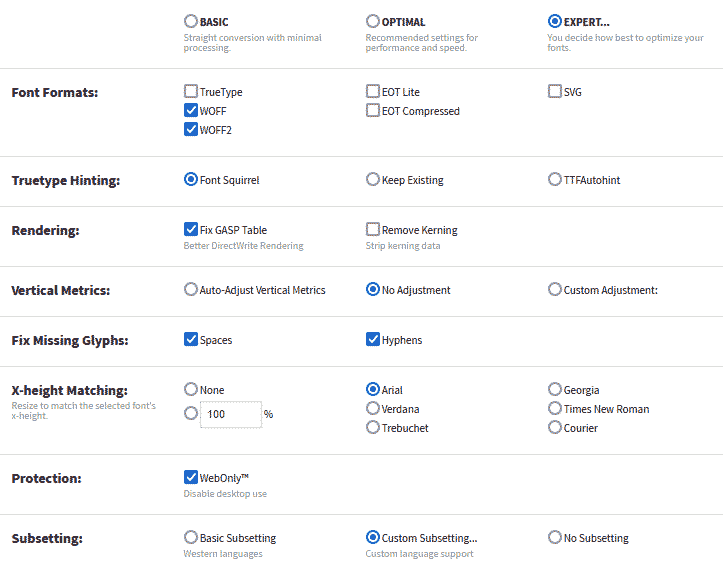 BASIC OPTIMAL EXPERT...
Straight conversion with minimal Recommended settings for You decide how best to optimize your
processing. performance and speed. fonts.
Font Formats: TrueType EOT Lite SVG
WOFF EOT Compressed
WOFF2
Truetype Hinting: Font Squirrel Keep Existing TTFAutohint
Rendering: Fix GASP Table Remove Kerning
Better DirectWrite Rendering Strip kerning data
Vertical Metrics: Auto-Adjust Vertical Metrics No Adjustment Custom Adjustment:
Fix Missing Glyphs: Spaces Hyphens
X-height Matching: None Arial Georgia
Resize to match the selected font's
x-height.
100 % Verdana Times New Roman
Trebuchet Courier
Protection: WebOnly™
Disable desktop use
Subsetting: Basic Subsetting Custom Subsetting... No Subsetting
Western languages Custom language support